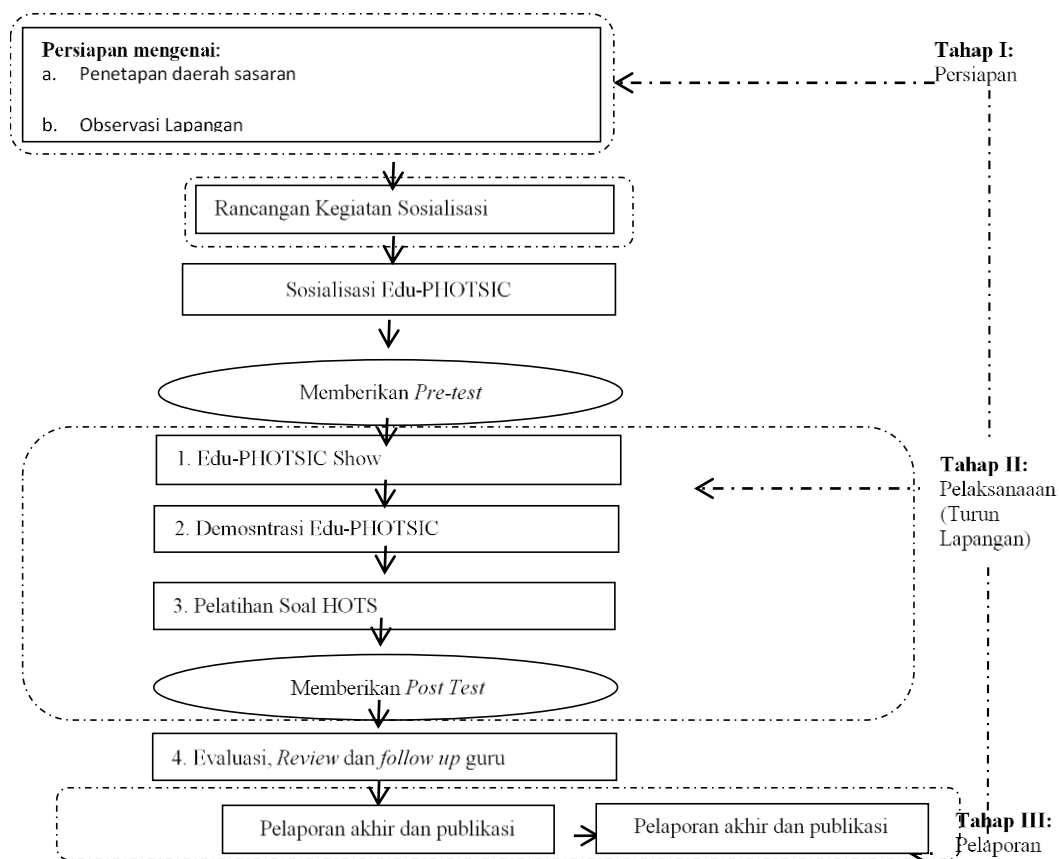 Persiapan mengenai:
a. Penetapan daerah sasaran
b. Observasi Lapangan
Tahap I:
Persiapan
Rancangan Kegiatan Sosialisasi
Sosialisasi Edu-PHOTSIC
Memberikan Pre-test
1. Edu-PHOTSIC Show
2. Demosntrasi Edu-PHOTSIC
3. Pelatihan Soal HOTS
Memberikan Post Test
Tahap II:
Pelaksanaaan
(Turun
Lapangan)
4. Evaluasi, Review dan follow up guru
Pelaporan akhir dan publikasi
Pelaporan akhir dan publikasi
Tahap III:
Pelaporan